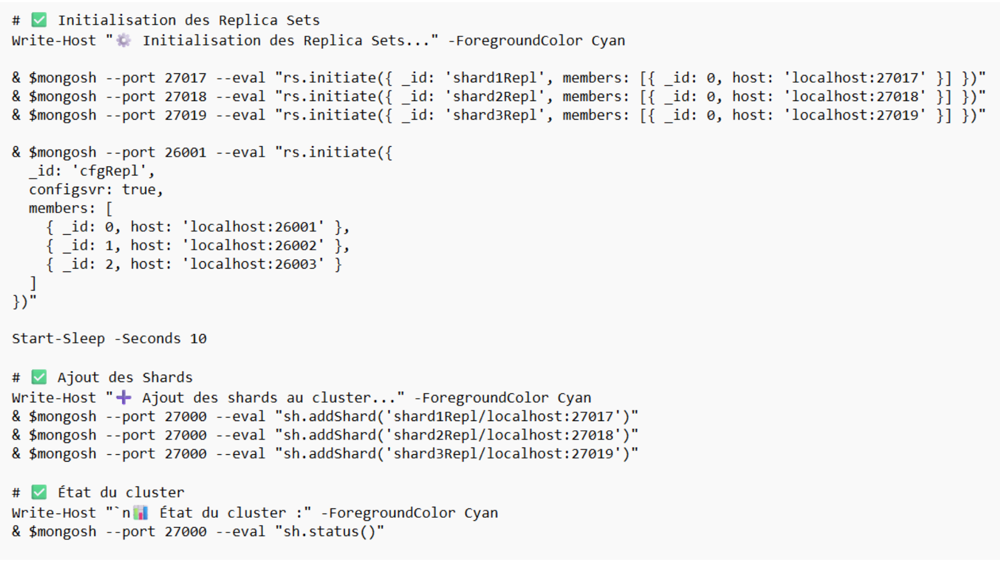 # ✅ Initialisation des Replica Sets
Write-Host "⚙️ Initialisation des Replica Sets..." -ForegroundColor Cyan
& $mongosh --port 27017 --eval "rs.initiate({ _id: 'shard1Repl', members: [{ _id: 0, host: 'localhost:27017' }] })"
& $mongosh --port 27018 --eval "rs.initiate({ _id: 'shard2Repl', members: [{ _id: 0, host: 'localhost:27018' }] })"
& $mongosh --port 27019 --eval "rs.initiate({ _id: 'shard3Repl', members: [{ _id: 0, host: 'localhost:27019' }] })"
& $mongosh --port 26001 --eval "rs.initiate({
  _id: 'cfgRepl',
  configsvr: true,
  members: [
    { _id: 0, host: 'localhost:26001' },
    { _id: 1, host: 'localhost:26002' },
    { _id: 2, host: 'localhost:26003' }
  ]
})"
Start-Sleep -Seconds 10
# ✅ Ajout des Shards
Write-Host "➕ Ajout des shards au cluster..." -ForegroundColor Cyan
& $mongosh --port 27000 --eval "sh.addShard('shard1Repl/localhost:27017')"
& $mongosh --port 27000 --eval "sh.addShard('shard2Repl/localhost:27018')"
& $mongosh --port 27000 --eval "sh.addShard('shard3Repl/localhost:27019')"
# ✅ État du cluster
Write-Host "`n📊 État du cluster :" -ForegroundColor Cyan
& $mongosh --port 27000 --eval "sh.status()"